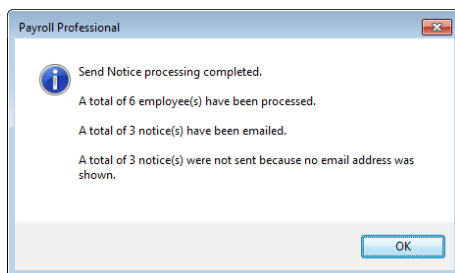 Payroll Professional
Send Notice processing completed.
A total of 6 employee(s) have been processed.
A total of 3 notice(s) have been emailed.
A total of 3 notice(s) were not sent because no email address was
shown.
OK